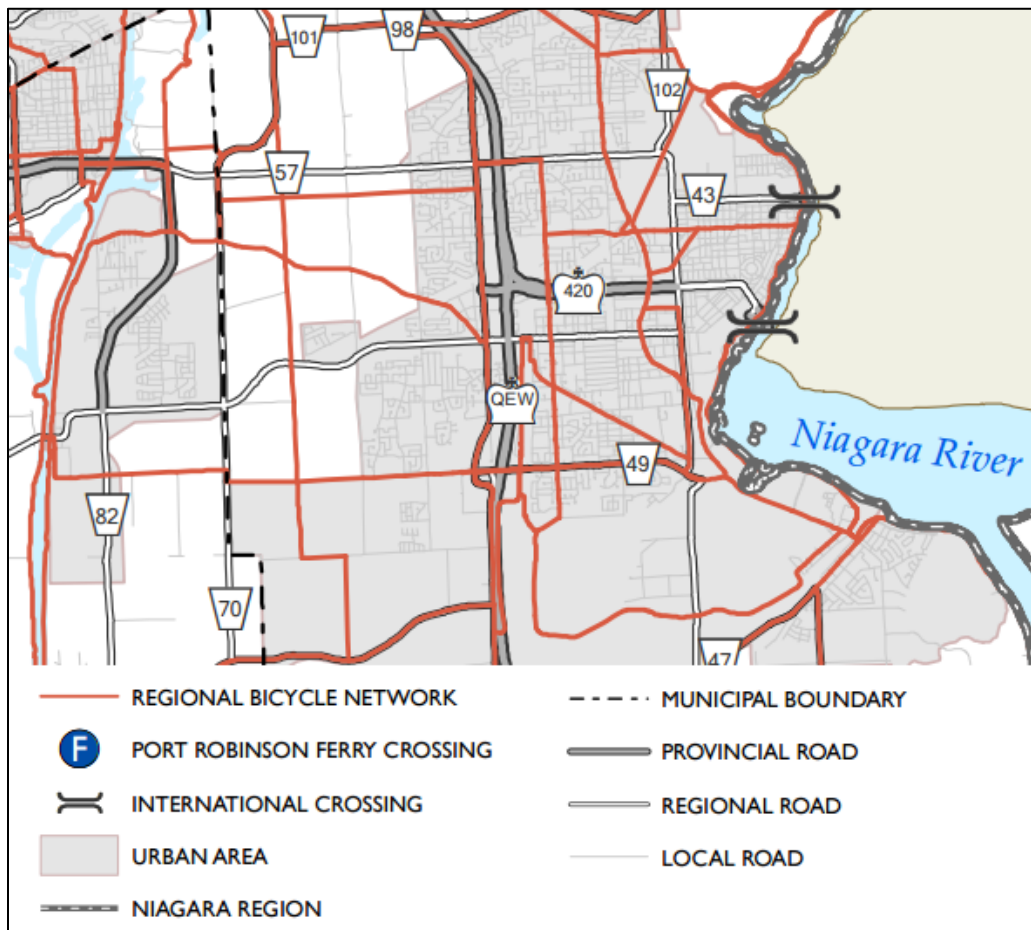 101
98
102
57
43
420
QEW
Niagara River
49
82
70
47
REGIONAL BICYCLE NETWORK
F PORT ROBINSON FERRY CROSSING
INTERNATIONAL CROSSING
URBAN AREA
NIAGARA REGION
MUNICIPAL BOUNDARY
PROVINCIAL ROAD
REGIONAL ROAD
LOCAL ROAD